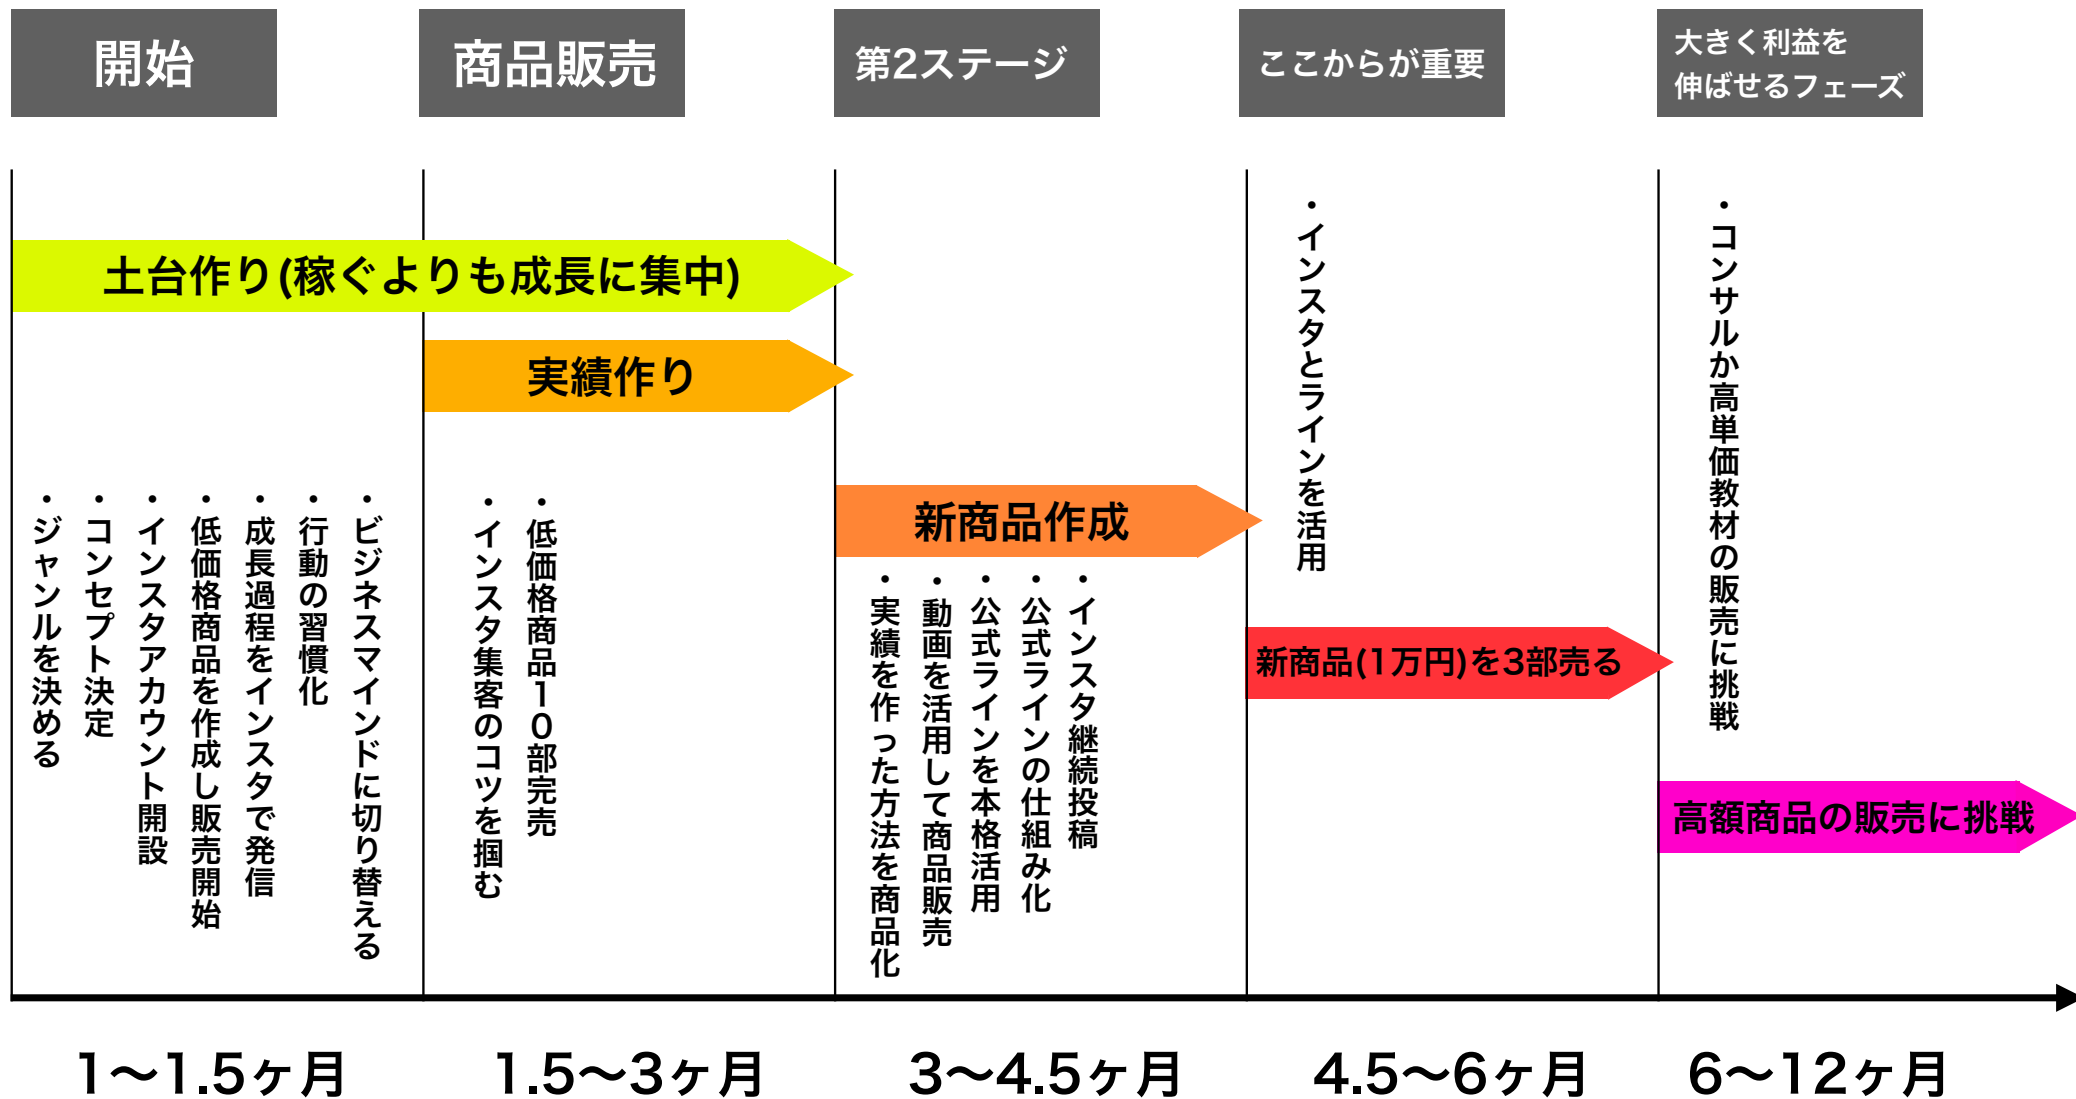 開始
商品販売
第2ステージ
ここからが重要
大きく利益を
伸ばせるフェーズ
土台作り(稼ぐよりも成長に集中)
実績作り
新商品作成
新商品(1万円)を3部売る
高額商品の販売に挑戦
・ジャンルを決める
・コンセプト決定
・インスタアカウント開設
・低価格商品を作成し販売開始
・成長過程をインスタで発信
・行動の習慣化
・ビジネスマインドに切り替える
・インスタ集客のコツを掴む
・低価格商品10部完売
・実績を作った方法を商品化
・動画を活用して商品販売
・公式ラインを本格活用
・公式ラインの仕組み化
・インスタ継続投稿
・インスタとラインを活用
・コンサルか高単価教材の販売に挑戦
1〜1.5ヶ月
1.5〜3ヶ月
3〜4.5ヶ月
4.5〜6ヶ月
6〜12ヶ月